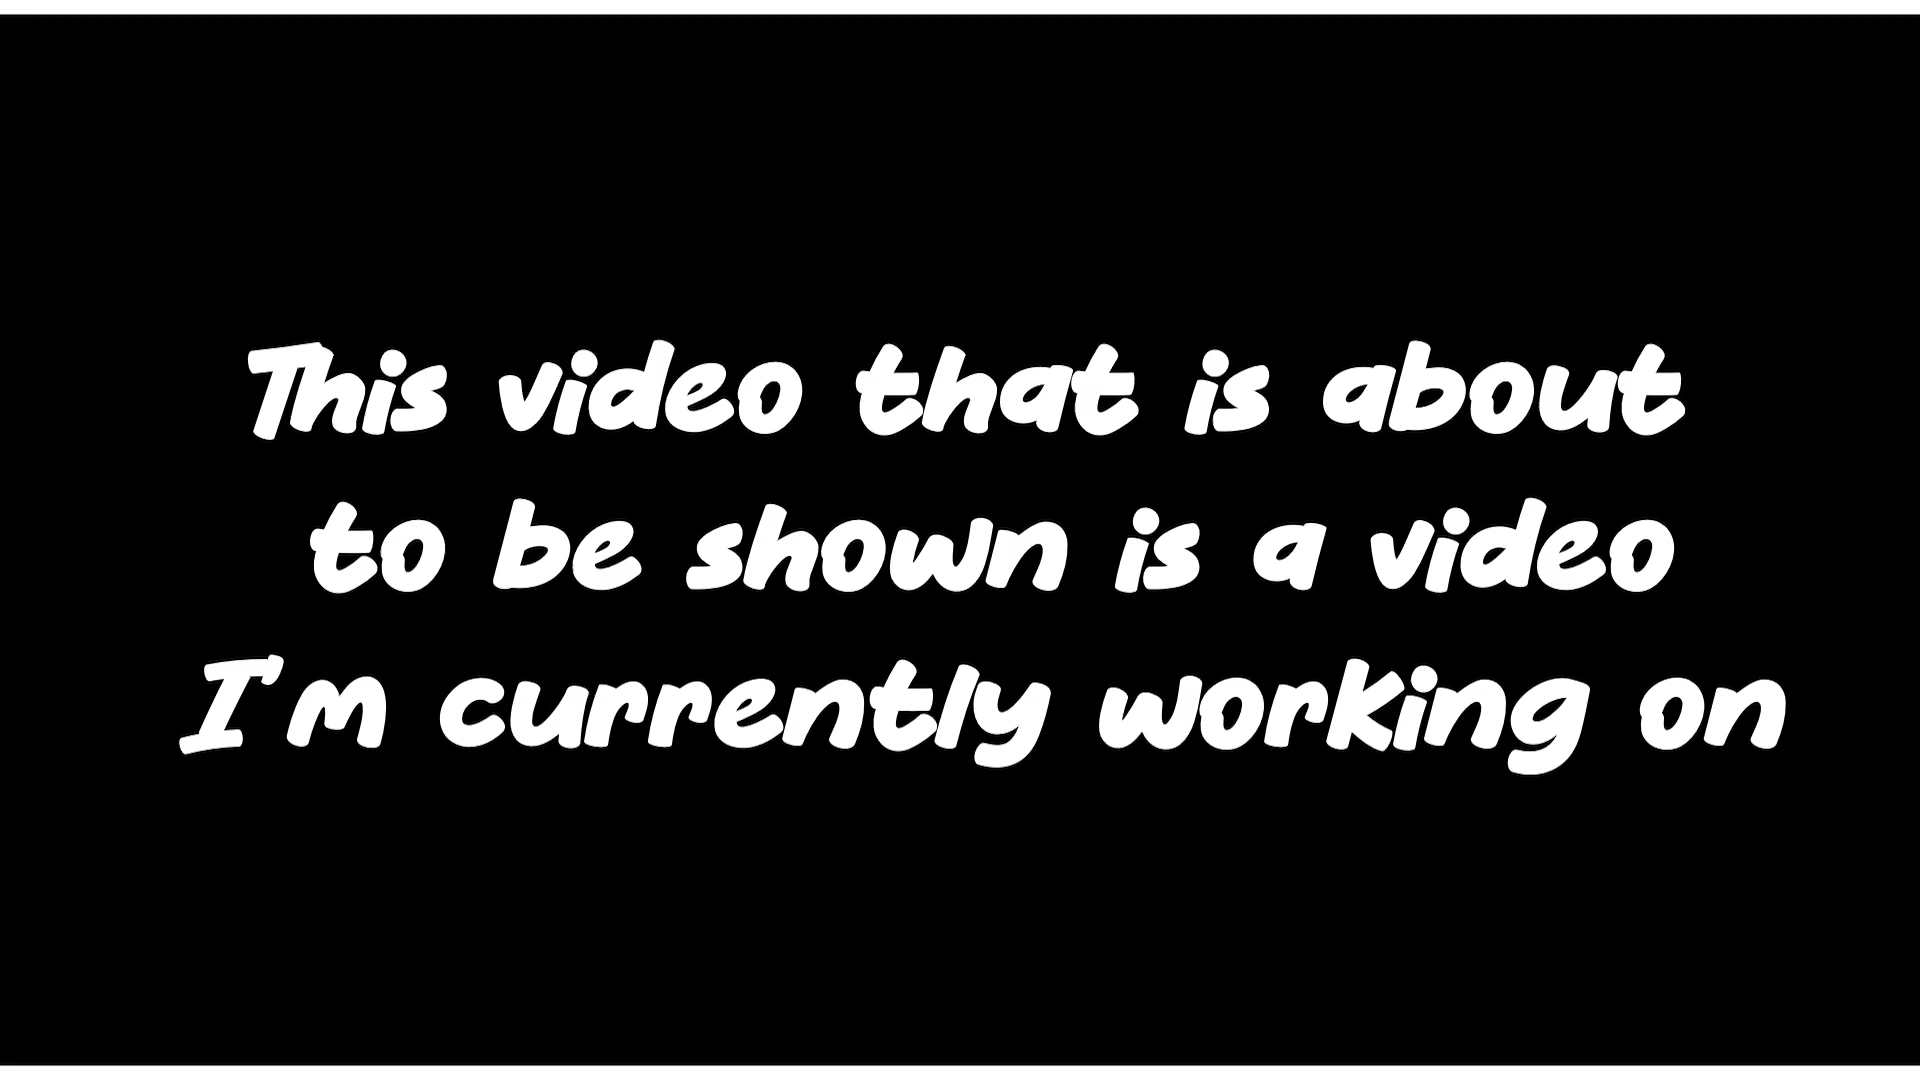 This video that is about
to be shown is a video
I'm currently working on